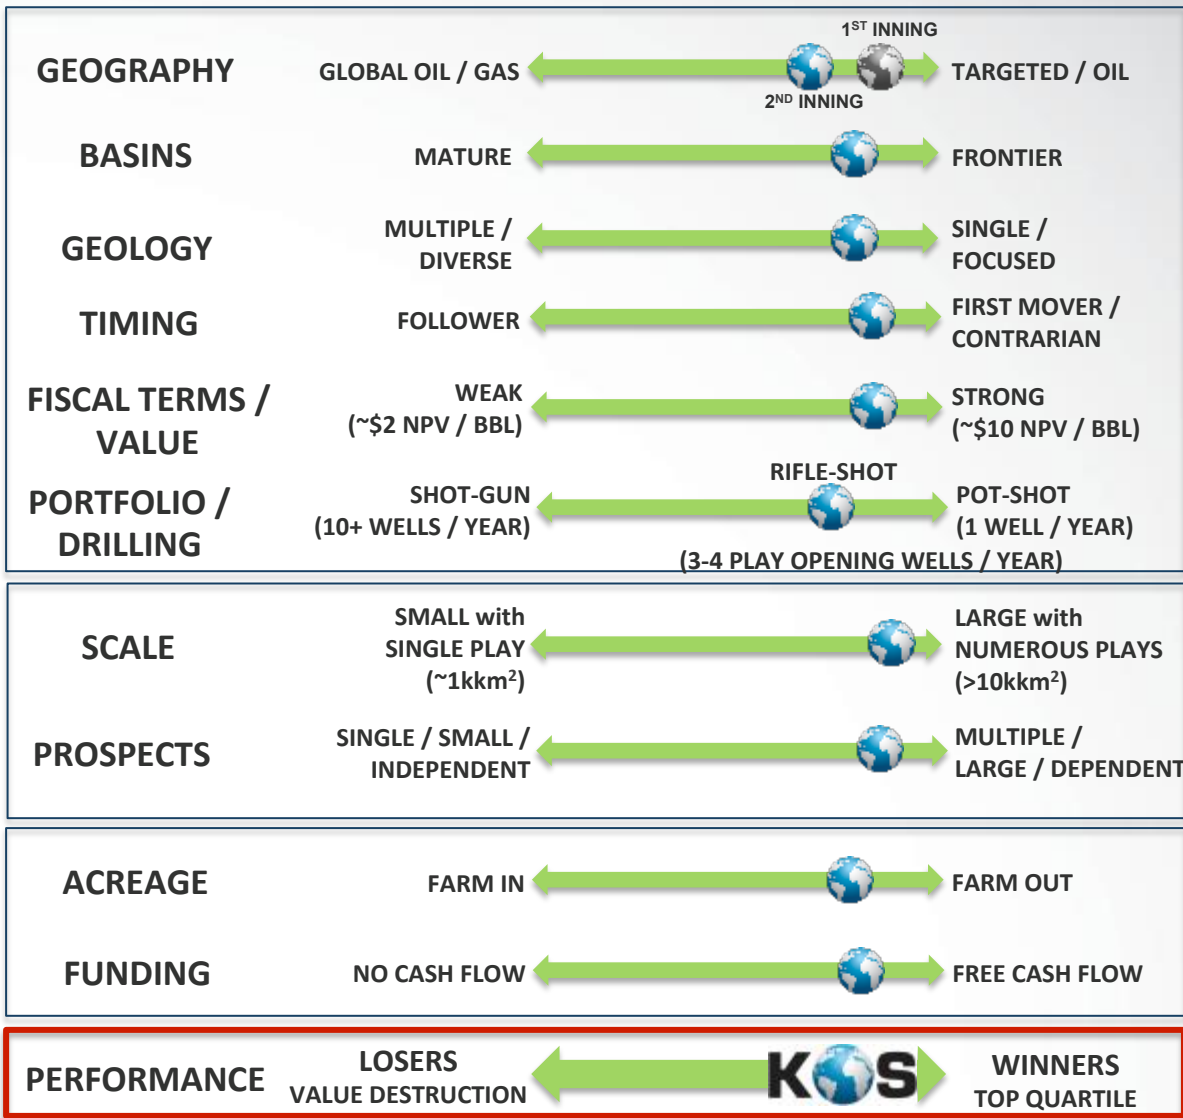 1ST INNING
GEOGRAPHY
GLOBAL OIL / GAS
TARGETED / OIL
2ND INNING
BASINS
MATURE
FRONTIER
GEOLOGY
MULTIPLE /
DIVERSE
SINGLE /
FOCUSED
TIMING
FOLLOWER
FIRST MOVER /
CONTRARIAN
FISCAL TERMS /
VALUE
WEAK
(~$2 NPV / BBL)
STRONG
(~$10 NPV / BBL)
PORTFOLIO /
DRILLING
SHOT-GUN
(10+ WELLS / YEAR)
RIFLE-SHOT
POT-SHOT
(1 WELL / YEAR)
(3-4 PLAY OPENING WELLS / YEAR)
SCALE
SMALL with
SINGLE PLAY
(~1kkm²)
LARGE with
NUMEROUS PLAYS
(>10kkm²)
PROSPECTS
SINGLE / SMALL /
INDEPENDENT
MULTIPLE /
LARGE / DEPENDENT
ACREAGE
FARM IN
FARM OUT
FUNDING
NO CASH FLOW
FREE CASH FLOW
PERFORMANCE
LOSERS
VALUE DESTRUCTION
KOS
WINNERS
TOP QUARTILE